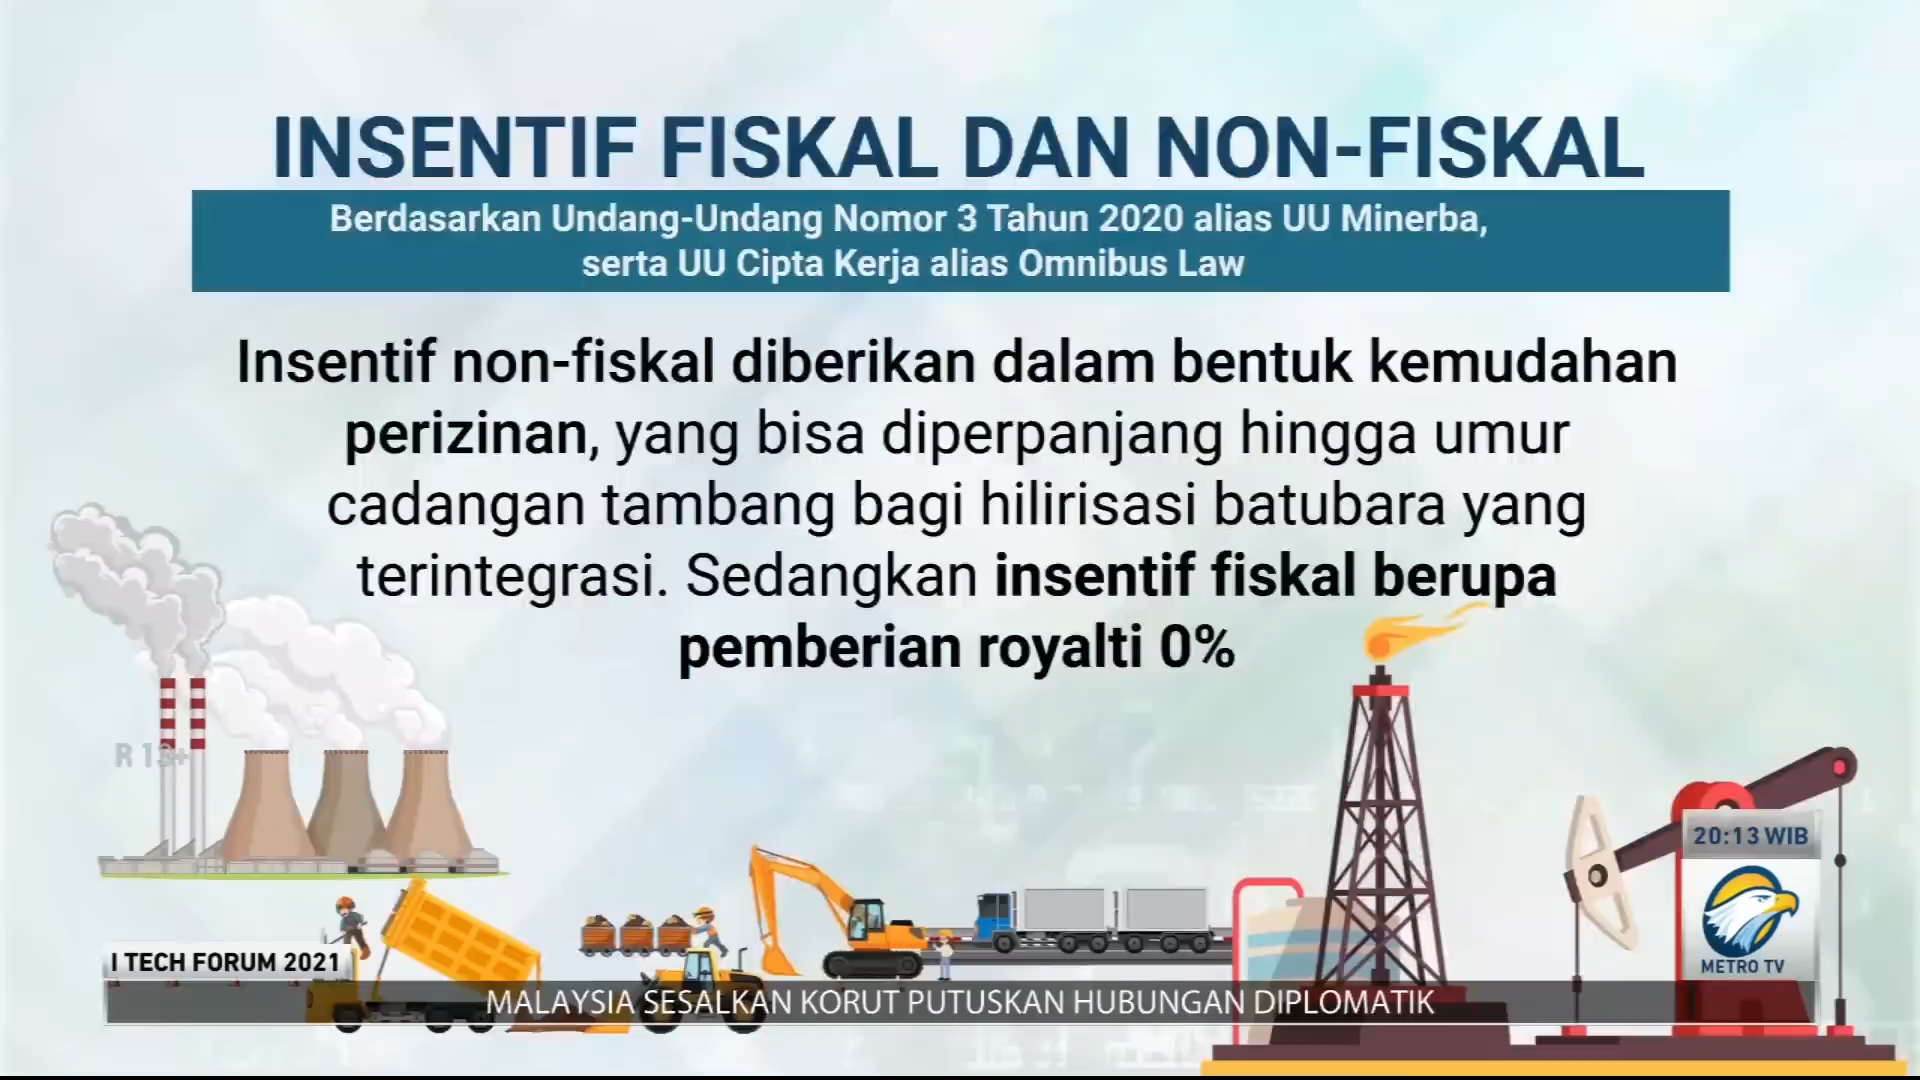 INSENTIF FISKAL DAN NON-FISKAL
Berdasarkan Undang-Undang Nomor 3 Tahun 2020 alias UU Minerba,
serta UU Cipta Kerja alias Omnibus Law
Insentif non-fiskal diberikan dalam bentuk kemudahan
perizinan, yang bisa diperpanjang hingga umur
cadangan tambang bagi hilirisasi batubara yang
terintegrasi. Sedangkan insentif fiskal berupa
pemberian royalti 0%
R 13+
20:13 WIB
METRO TV
I TECH FORUM 2021
MALAYSIA SESALKAN KORUT PUTUSKAN HUBUNGAN DIPLOMATIK